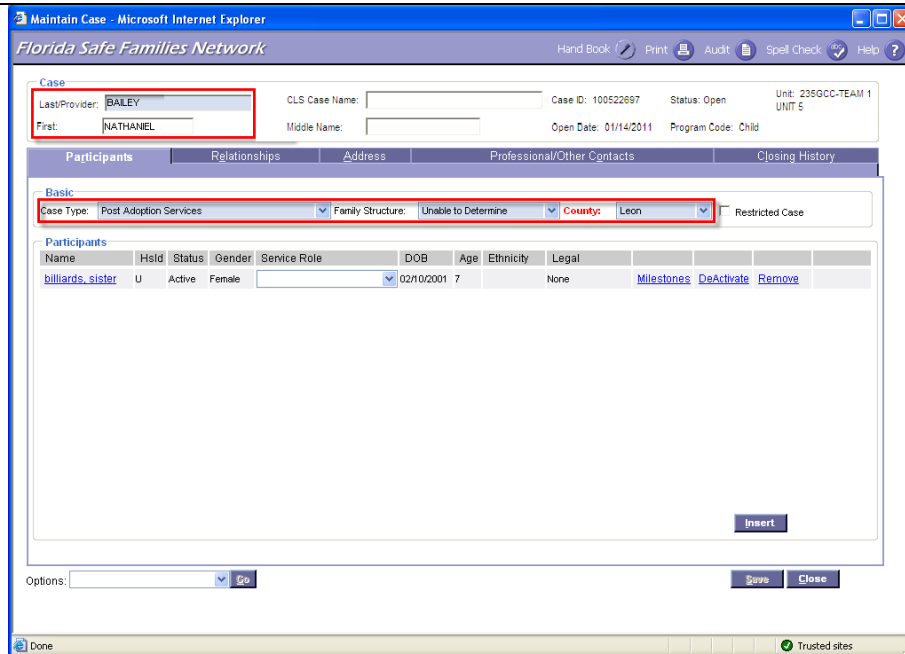 Maintain Case - Microsoft Internet Explorer
Florida Safe Families Network Hand Book Print Audit Spell Check abc Help ?
Case
Last/Provider: BAILEY CLS Case Name: Case ID: 100522697 Status: Open Unit: 235GCC-TEAM 1
UNIT 5
First: NATHANIEL Middle Name: Open Date: 01/14/2011 Program Code: Child
Participants Relationships Address Professional/Other Contacts Closing History
Basic
Case Type: Post Adoption Services Family Structure: Unable to Determine County: Leon Restricted Case
Participants
Name Hsld Status Gender Service Role DOB Age Ethnicity Legal
billiards, sister U Active Female 02/10/2001 7 None Milestones DeActivate Remove
Insert
Options: Go Save Close
Done Trusted sites